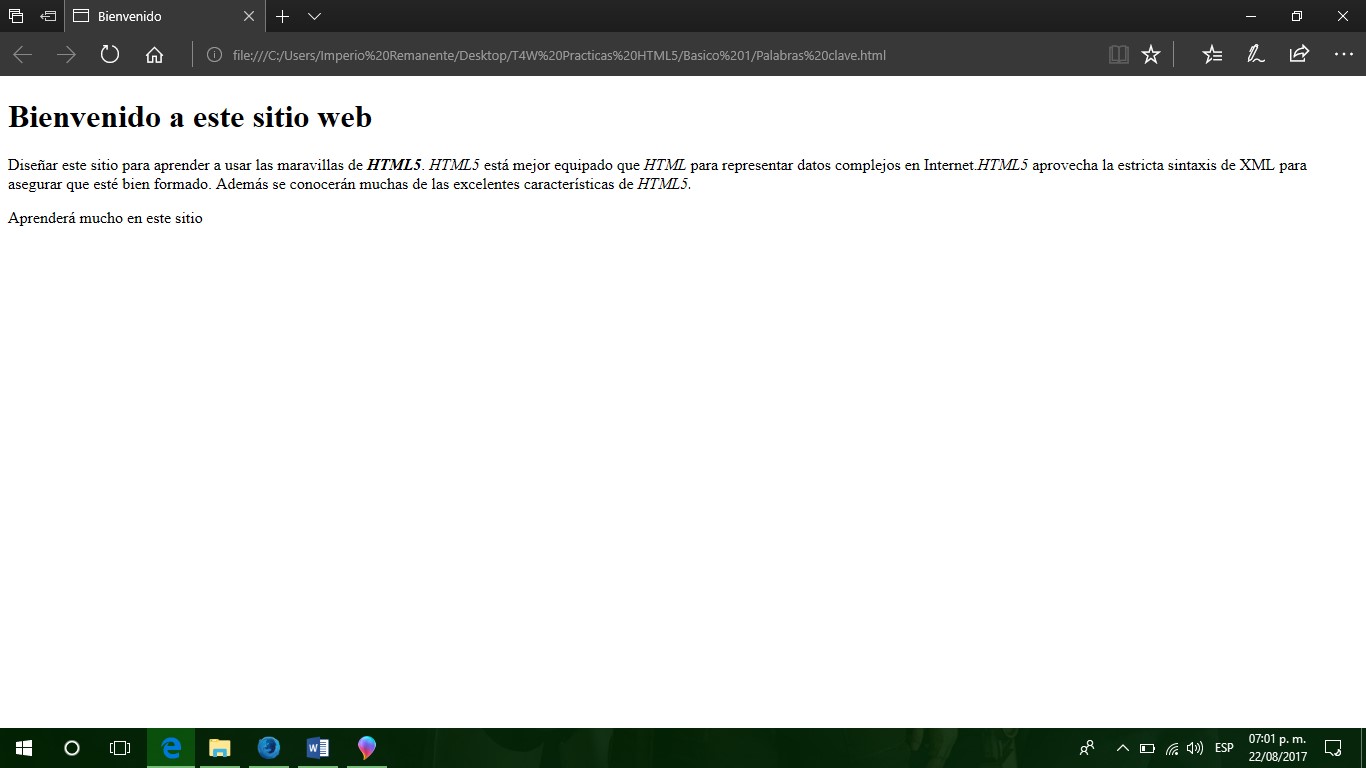 Bienvenido
file:///C:/Users/Imperio%20Remanente/Desktop/T4W%20Practicas%20HTML5/Basico%201/Palabras%20clave.html
Bienvenido a este sitio web
Diseñar este sitio para aprender a usar las maravillas de HTML5. HTML5 está mejor equipado que HTML para representar datos complejos en Internet.HTML5 aprovecha la estricta sintaxis de XML para
asegurar que esté bien formado. Además se conocerán muchas de las excelentes características de HTML5.
Aprenderá mucho en este sitio
ESP
07:01 p. m.
22/08/2017